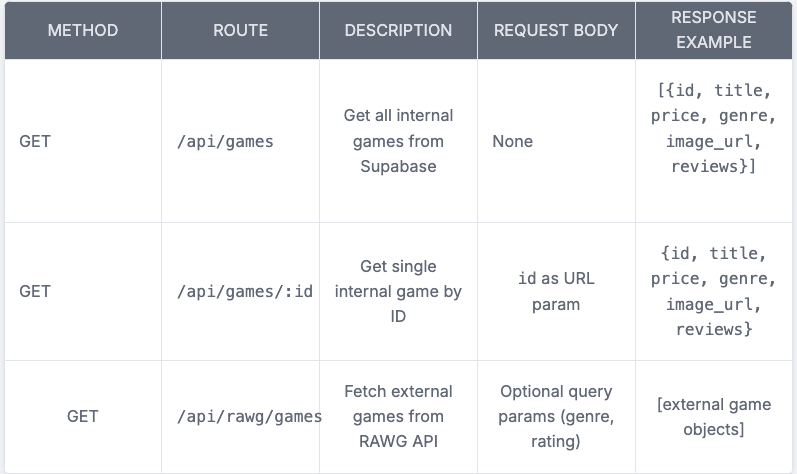 METHOD
ROUTE
DESCRIPTION
REQUEST BODY
RESPONSE
EXAMPLE
GET
/api/games
Get all internal
games from
Supabase
None
[{id, title,
price, genre,
image_url,
reviews}]
GET
/api/games/:id
Get single
internal game by
ID
id as URL
param
{id, title,
price, genre,
image_url,
reviews}
GET
/api/rawg/games
Fetch external
games from
RAWG API
Optional query
params (genre,
rating)
[external game
objects]